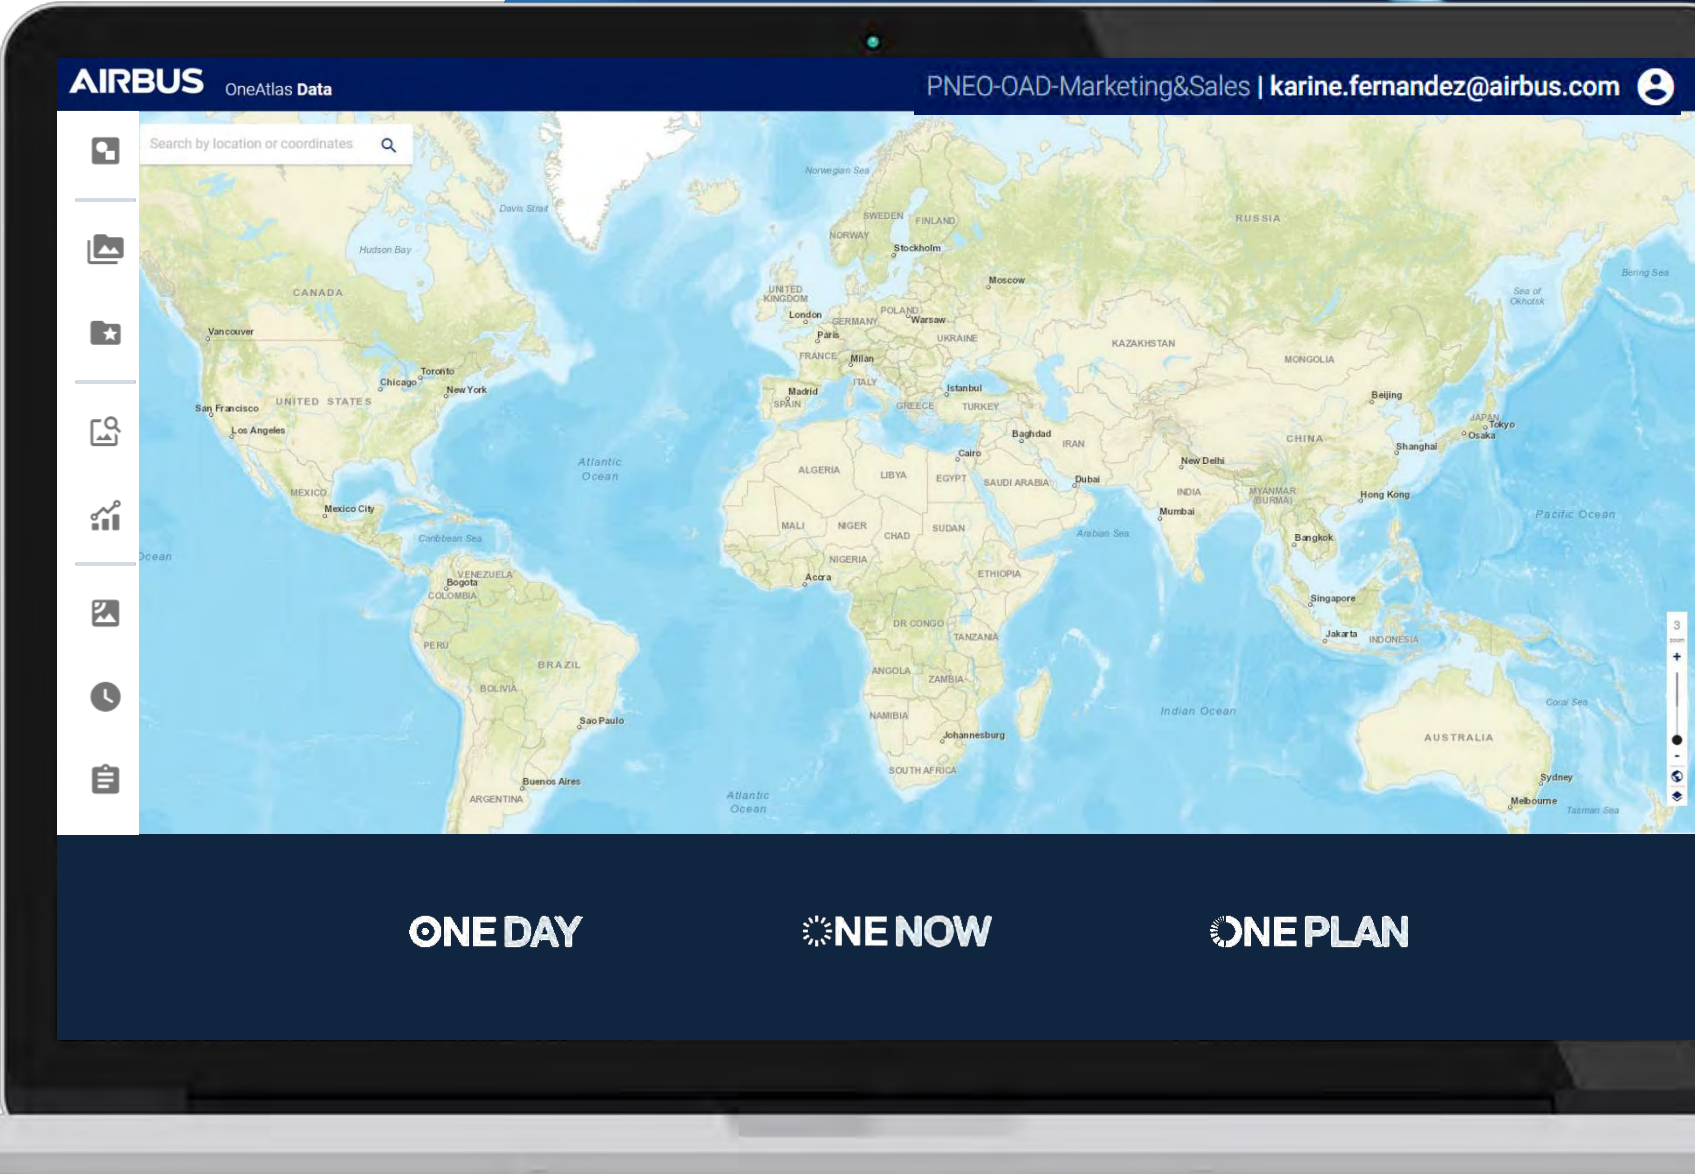 AIRBUS OneAtlas Data
PNEO-OAD-Marketing&Sales | karine.fernandez@airbus.com
Search by location or coordinates
Norwegian Sea
Davis Strait
SWEDEN
FINLAND
RUSSIA
NORWAY
Hudson Bay
Stockholm
Bering Sea
Moscow
CANADA
UNITED
KINGDOM
Sea of
Okhotsk
London
POLAND
Warsaw
GERMANY
Vancouver
Paris
UKRAINE
KAZAKHSTAN
FRANCE
Milan
MONGOLIA
Toronto
Chicago
New York
ITALY
Istanbul
Madrid
SPAIN
Beijing
San Francisco
UNITED STATES
GREECE
TURKEY
JAPAN
Tokyo
Los Angeles
Baghdad
IRAN
CHINA
Osaka
Shanghai
Cairo
Atlantic
Ocean
New Delhi
ALGERIA
LIBYA
EGYPT
SAUDI ARABIA
Dubai
MEXICO
INDIA
MYANMAR
(BURMA)
Hong Kong
Mexico City
Mumbai
Pacific Ocean
MALI
NIGER
CHAD
SUDAN
Arabian Sea
Caribbean Sea
Bangkok
Ocean
NIGERIA
VENEZUELA
Bogota
COLOMBIA
Accra
ETHIOPIA
Singapore
DR CONGO
TANZANIA
Jakarta
INDONESIA
3
zoom
+
PERU
BRAZIL
ANGOLA
ZAMBIA
BOLIVIA
Coral Sea
NAMIBIA
Sao Paulo
Indian Ocean
Johannesburg
AUSTRALIA
-
SOUTH AFRICA
Buenos Aires
Sydney
ARGENTINA
Atlantic
Ocean
Melbourne
Tasman Sea
ONE DAY
ONE NOW
ONE PLAN